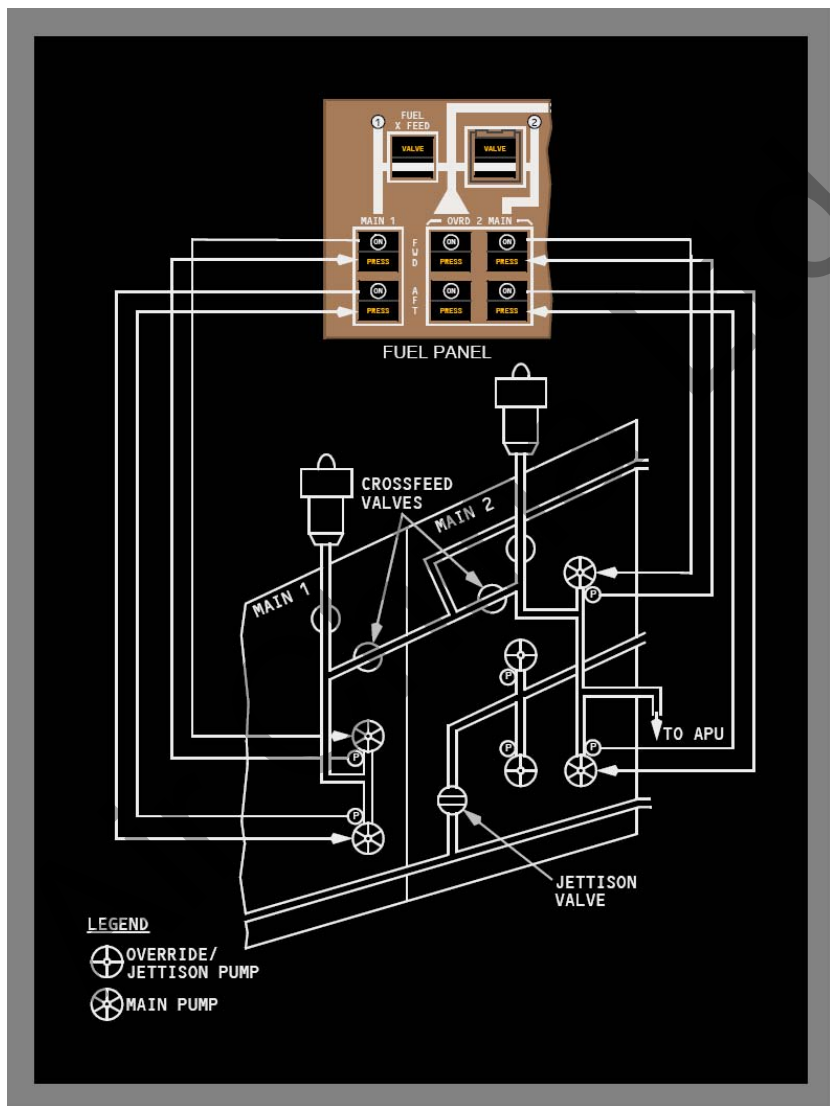 1
FUEL
X FEED
2
VALVE
VALVE
MAIN 1
OVRD 2 MAIN
ON
F
W
D
ON
ON
PRESS
PRESS
PRESS
ON
A
F
T
ON
ON
PRESS
PRESS
PRESS
FUEL PANEL
CROSSFEED
VALVES
MAIN 2
MAIN 1
P
P
P
P
P
P
TO APU
JETTISON
VALVE
LEGEND
OVERRIDE/
JETTISON PUMP
MAIN PUMP